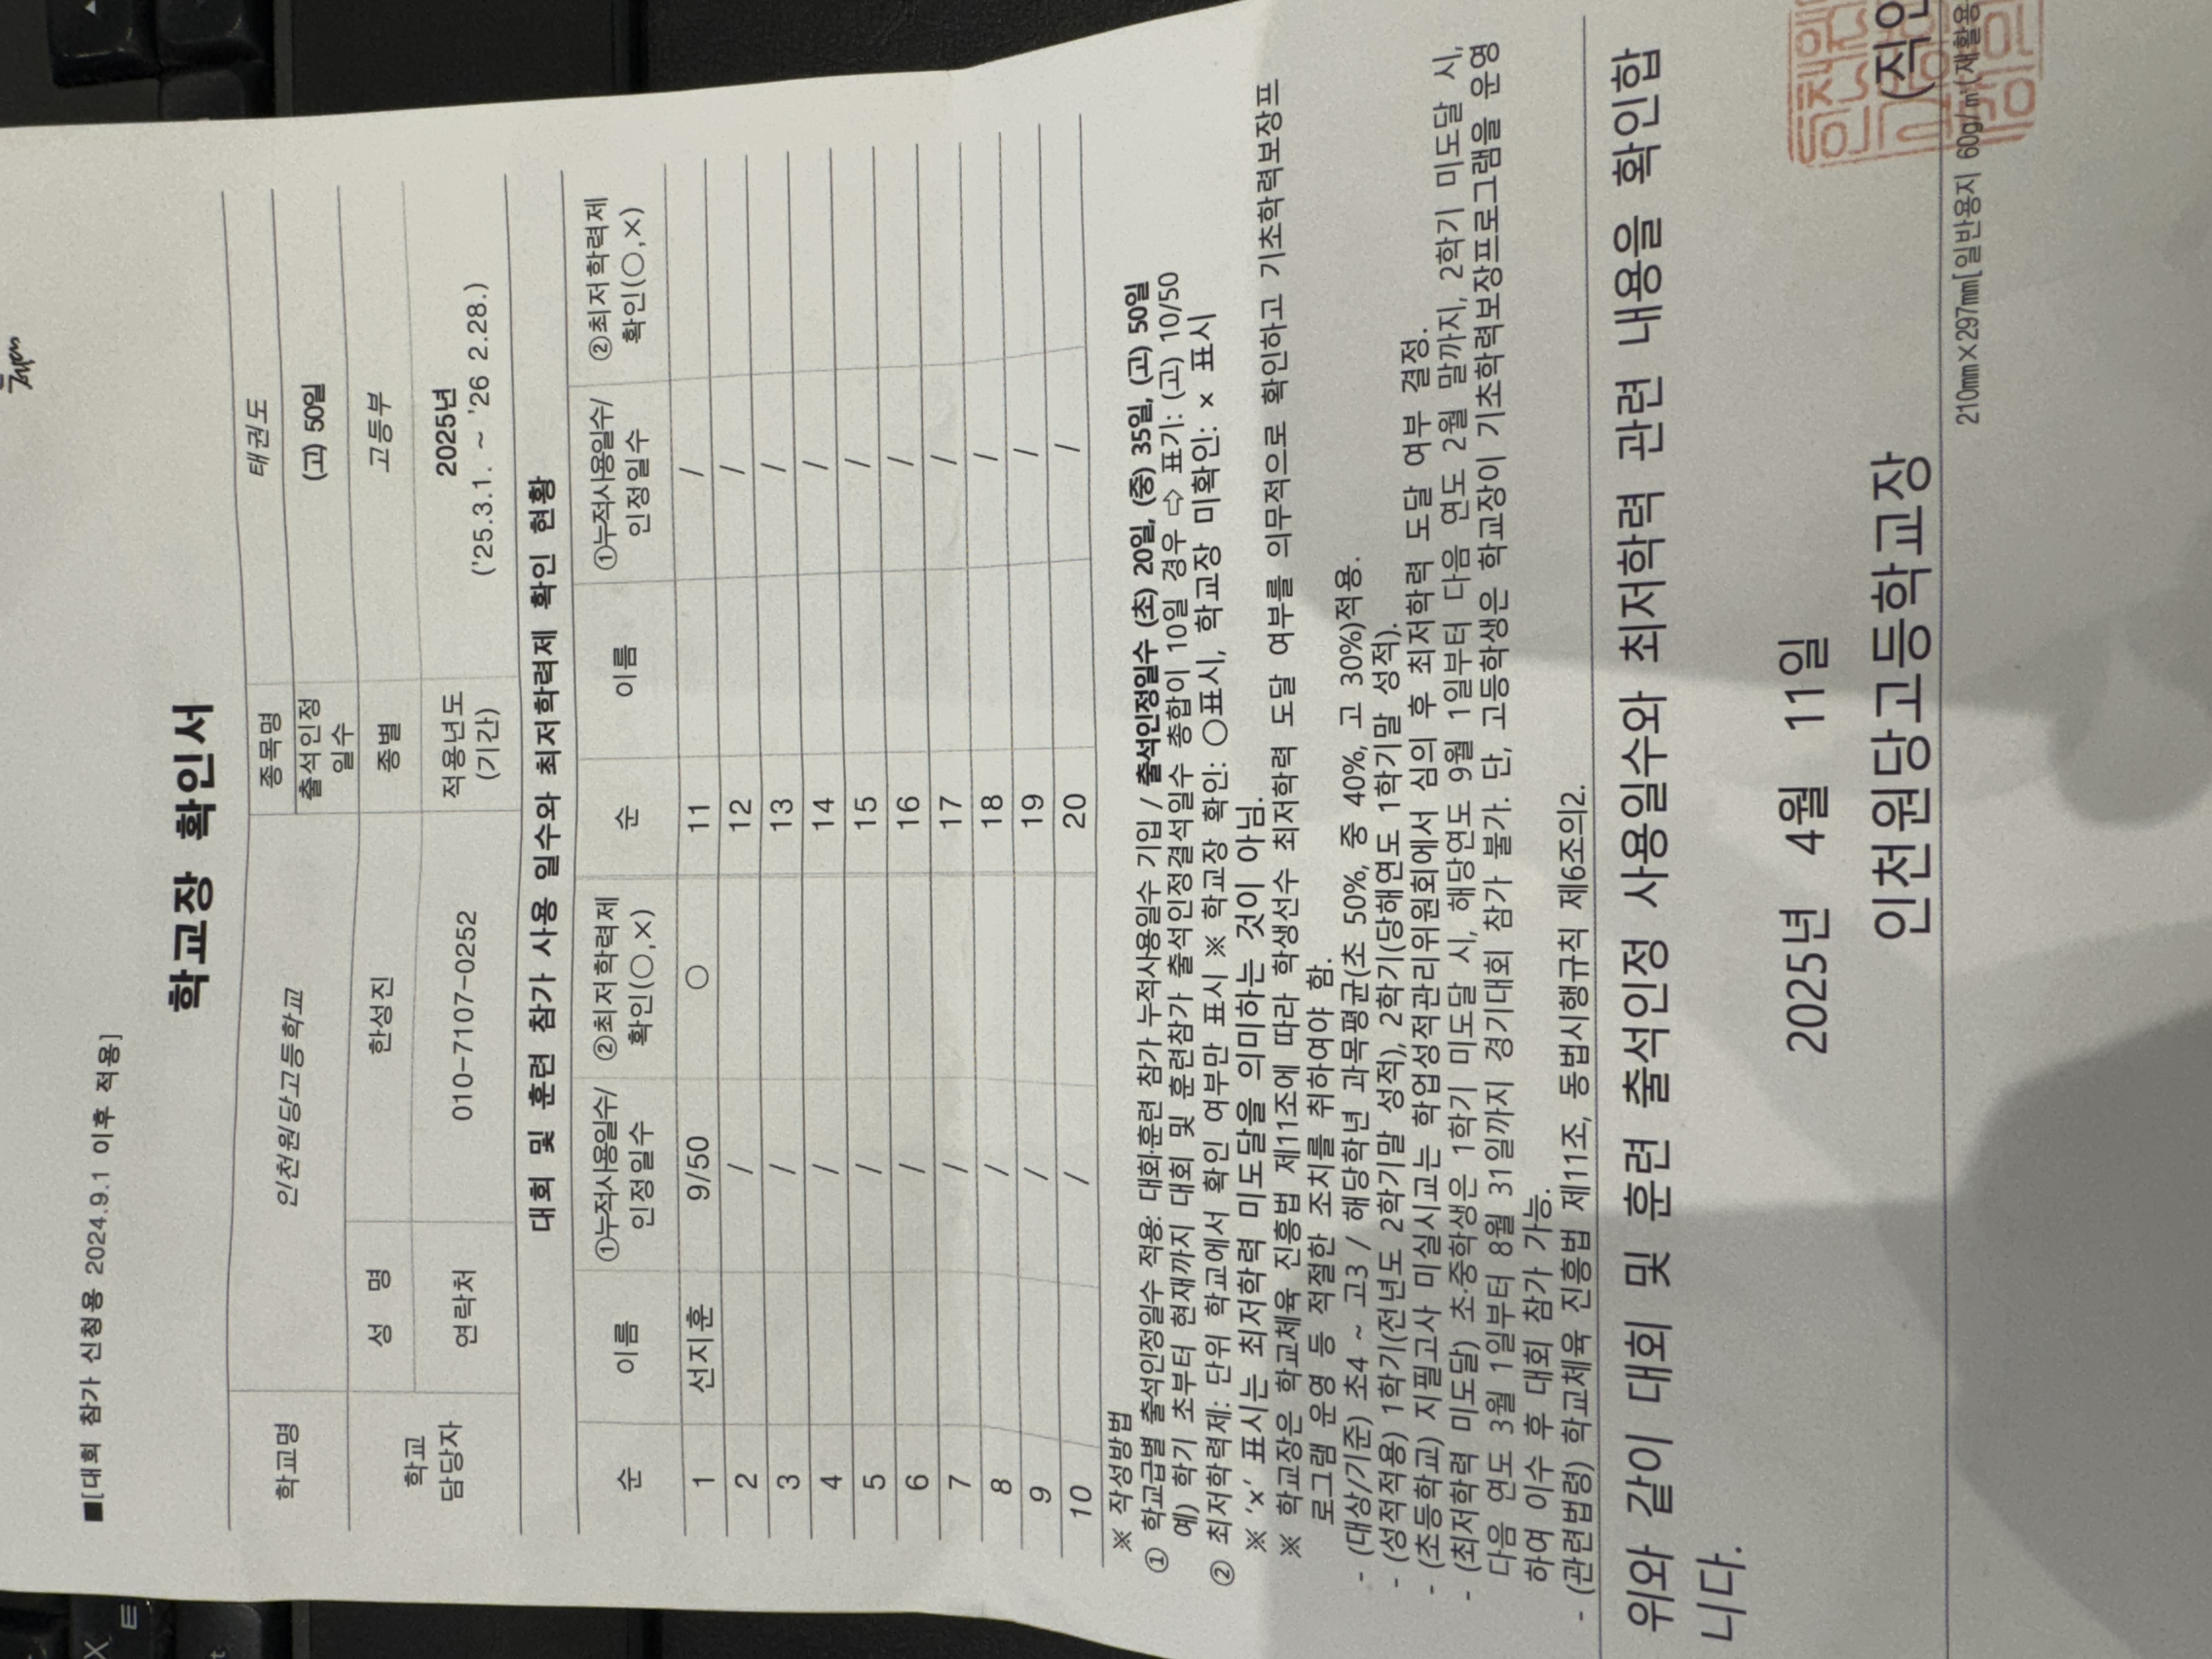 ■[대회 참가 신청용 2024.9.1 이후 적용]
학교장 확인서
학교명 인천원당고등학교 종목명 태권도
출석인정 일수 (고) 50일
학교 담당자 성 명 한성진 종별 고등부
연락처 010-7107-0252 적용년도 (기간) 2025년 ('25.3.1. ~ '26 2.28.)
대회 및 훈련 참가 사용 일수와 최저학력제 확인 현황
순 이름 ①누적사용일수/인정일수 ②최저학력제 확인(○,×) 순 이름 ①누적사용일수/인정일수 ②최저학력제 확인(○,×)
1 선지훈 9/50 ○ 11 /
2 / 12 /
3 / 13 /
4 / 14 /
5 / 15 /
6 / 16 /
7 / 17 /
8 / 18 /
9 / 19 /
10 / 20 /
※ 작성방법
① 학교급별 출석인정일수 적용: 대회·훈련 참가 누적사용일수 기입 / 출석인정일수 (초) 20일, (중) 35일, (고) 50일
예) 학기 초부터 현재까지 대회 및 훈련참가 출석인정결석일수 총합이 10일 경우 ⇨ 표기: (고) 10/50
② 최저학력제: 단위 학교에서 확인 여부만 표시 ※ 학교장 확인: ○표시, 학교장 미확인: × 표시
※ '×' 표시는 최저학력 미도달을 의미하는 것이 아님.
※ 학교장은 학교체육 진흥법 제11조에 따라 학생선수 최저학력 도달 여부를 의무적으로 확인하고 기초학력보장프
로그램 운영 등 적절한 조치를 취하여야 함.
- (대상/기준) 초4 ~ 고3 / 해당학년 과목평균(초 50%, 중 40%, 고 30%)적용.
- (성적적용) 1학기(전년도 2학기말 성적), 2학기(당해연도 1학기말 성적).
- (초등학교) 지필고사 미실시교는 학업성적관리위원회에서 심의 후 최저학력 도달 여부 결정.
- (최저학력 미도달) 초·중학생은 1학기 미도달 시, 해당연도 9월 1일부터 다음 연도 2월 말까지, 2학기 미도달 시,
다음 연도 3월 1일부터 8월 31일까지 경기대회 참가 불가. 단, 고등학생은 학교장이 기초학력보장프로그램을 운영
하여 이수 후 대회 참가 가능.
- (관련법령) 학교체육 진흥법 제11조, 동법시행규칙 제6조의2.
위와 같이 대회 및 훈련 출석인정 사용일수와 최저학력 관련 내용을 확인합
니다.
2025년 4월 11일
인천원당고등학교장 (직인
210㎜×297㎜[일반용지 60g/㎡(재활용